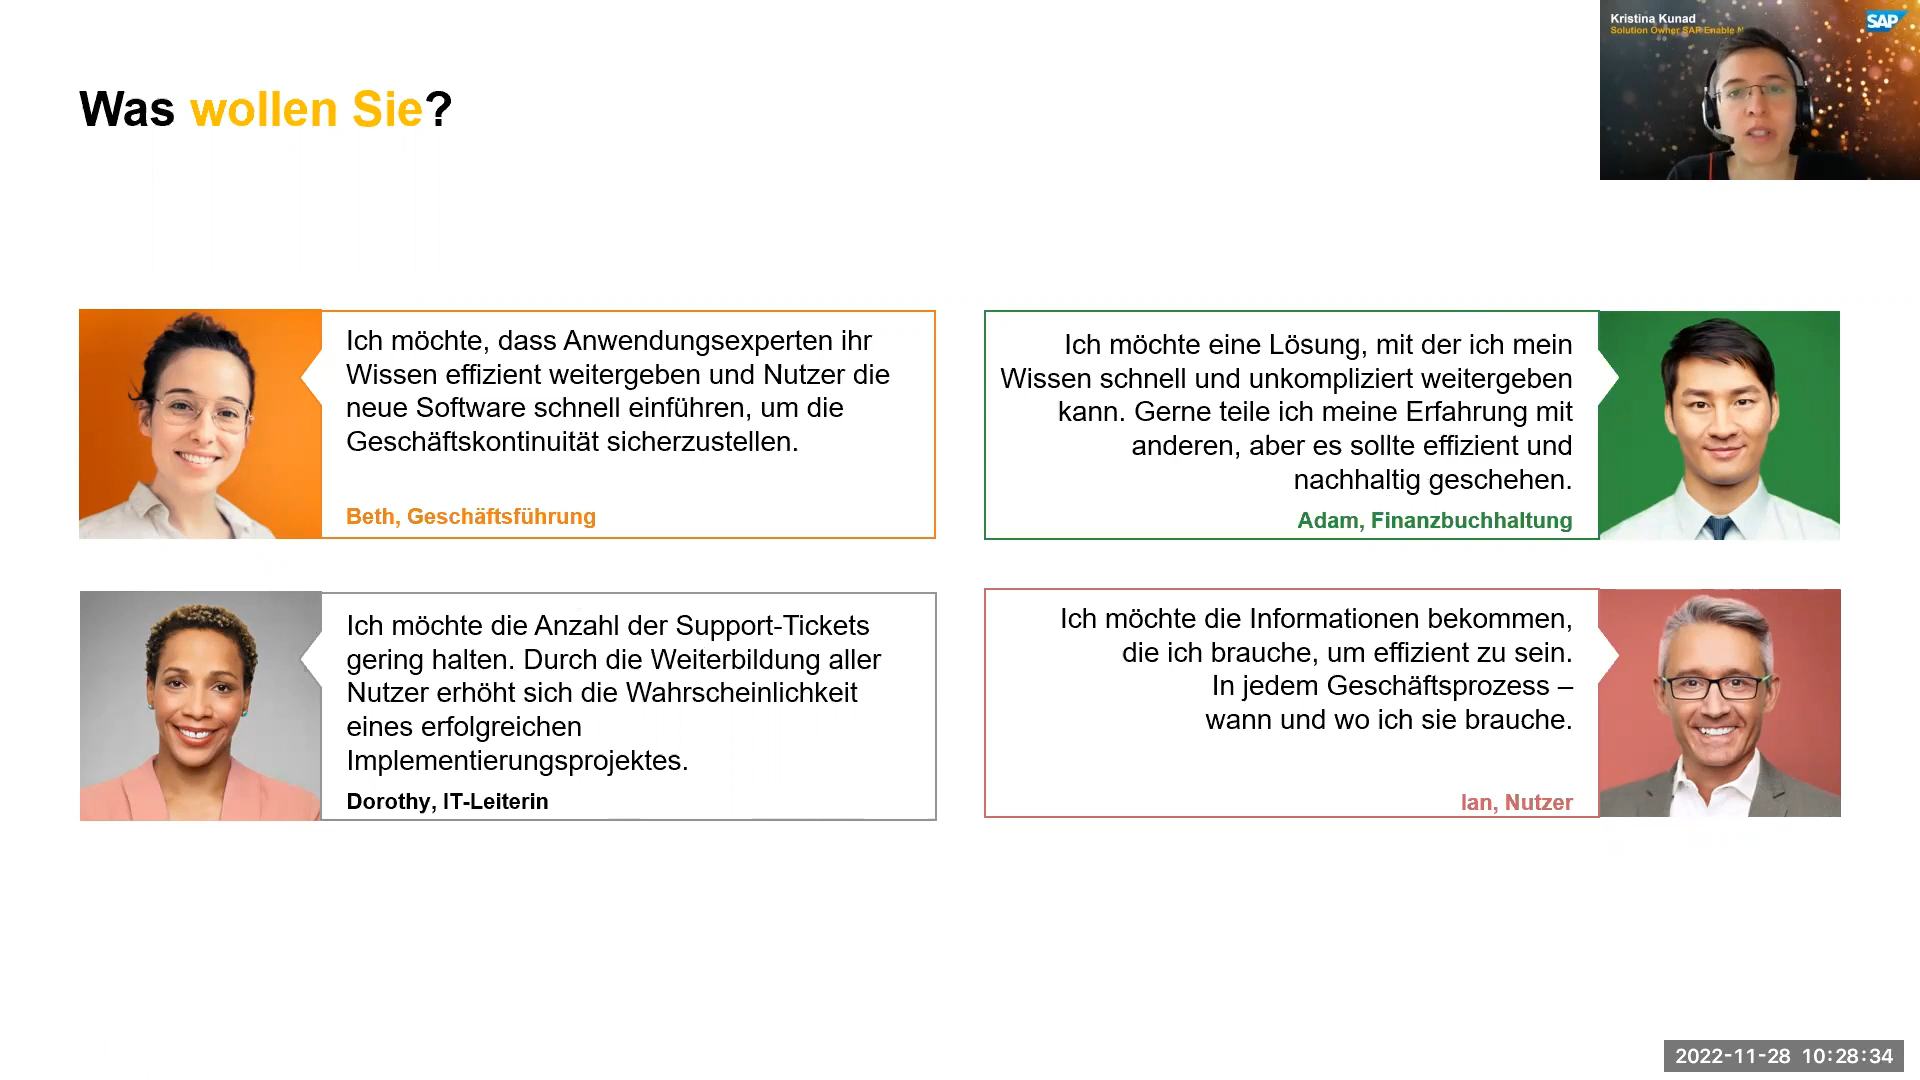 Kristina Kunad
Solution Owner SAP Enable
SAP
Was wollen Sie?
Ich möchte, dass Anwendungsexperten ihr
Wissen effizient weitergeben und Nutzer die
neue Software schnell einführen, um die
Geschäftskontinuität sicherzustellen.
Beth, Geschäftsführung
Ich möchte eine Lösung, mit der ich mein
Wissen schnell und unkompliziert weitergeben
kann. Gerne teile ich meine Erfahrung mit
anderen, aber es sollte effizient und
nachhaltig geschehen.
Adam, Finanzbuchhaltung
Ich möchte die Anzahl der Support-Tickets
gering halten. Durch die Weiterbildung aller
Nutzer erhöht sich die Wahrscheinlichkeit
eines erfolgreichen
Implementierungsprojektes.
Dorothy, IT-Leiterin
Ich möchte die Informationen bekommen,
die ich brauche, um effizient zu sein.
In jedem Geschäftsprozess –
wann und wo ich sie brauche.
Ian, Nutzer
2022-11-28 10:28:34